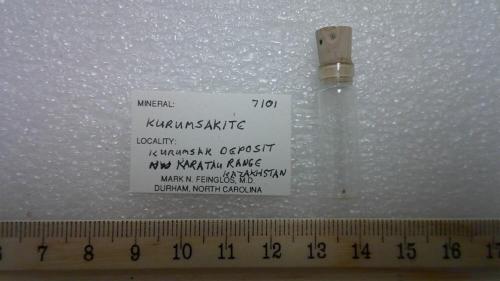 MINERAL: 7101
KURUMSAKITE
LOCALITY:
KURUMSAK DEPOSIT
NW KARATAU RANGE
KAZAKHSTAN
MARK N. FEINGLOS, M.D.
DURHAM, NORTH CAROLINA
6 7 8 9 10 11 12 13 14 15 16 17